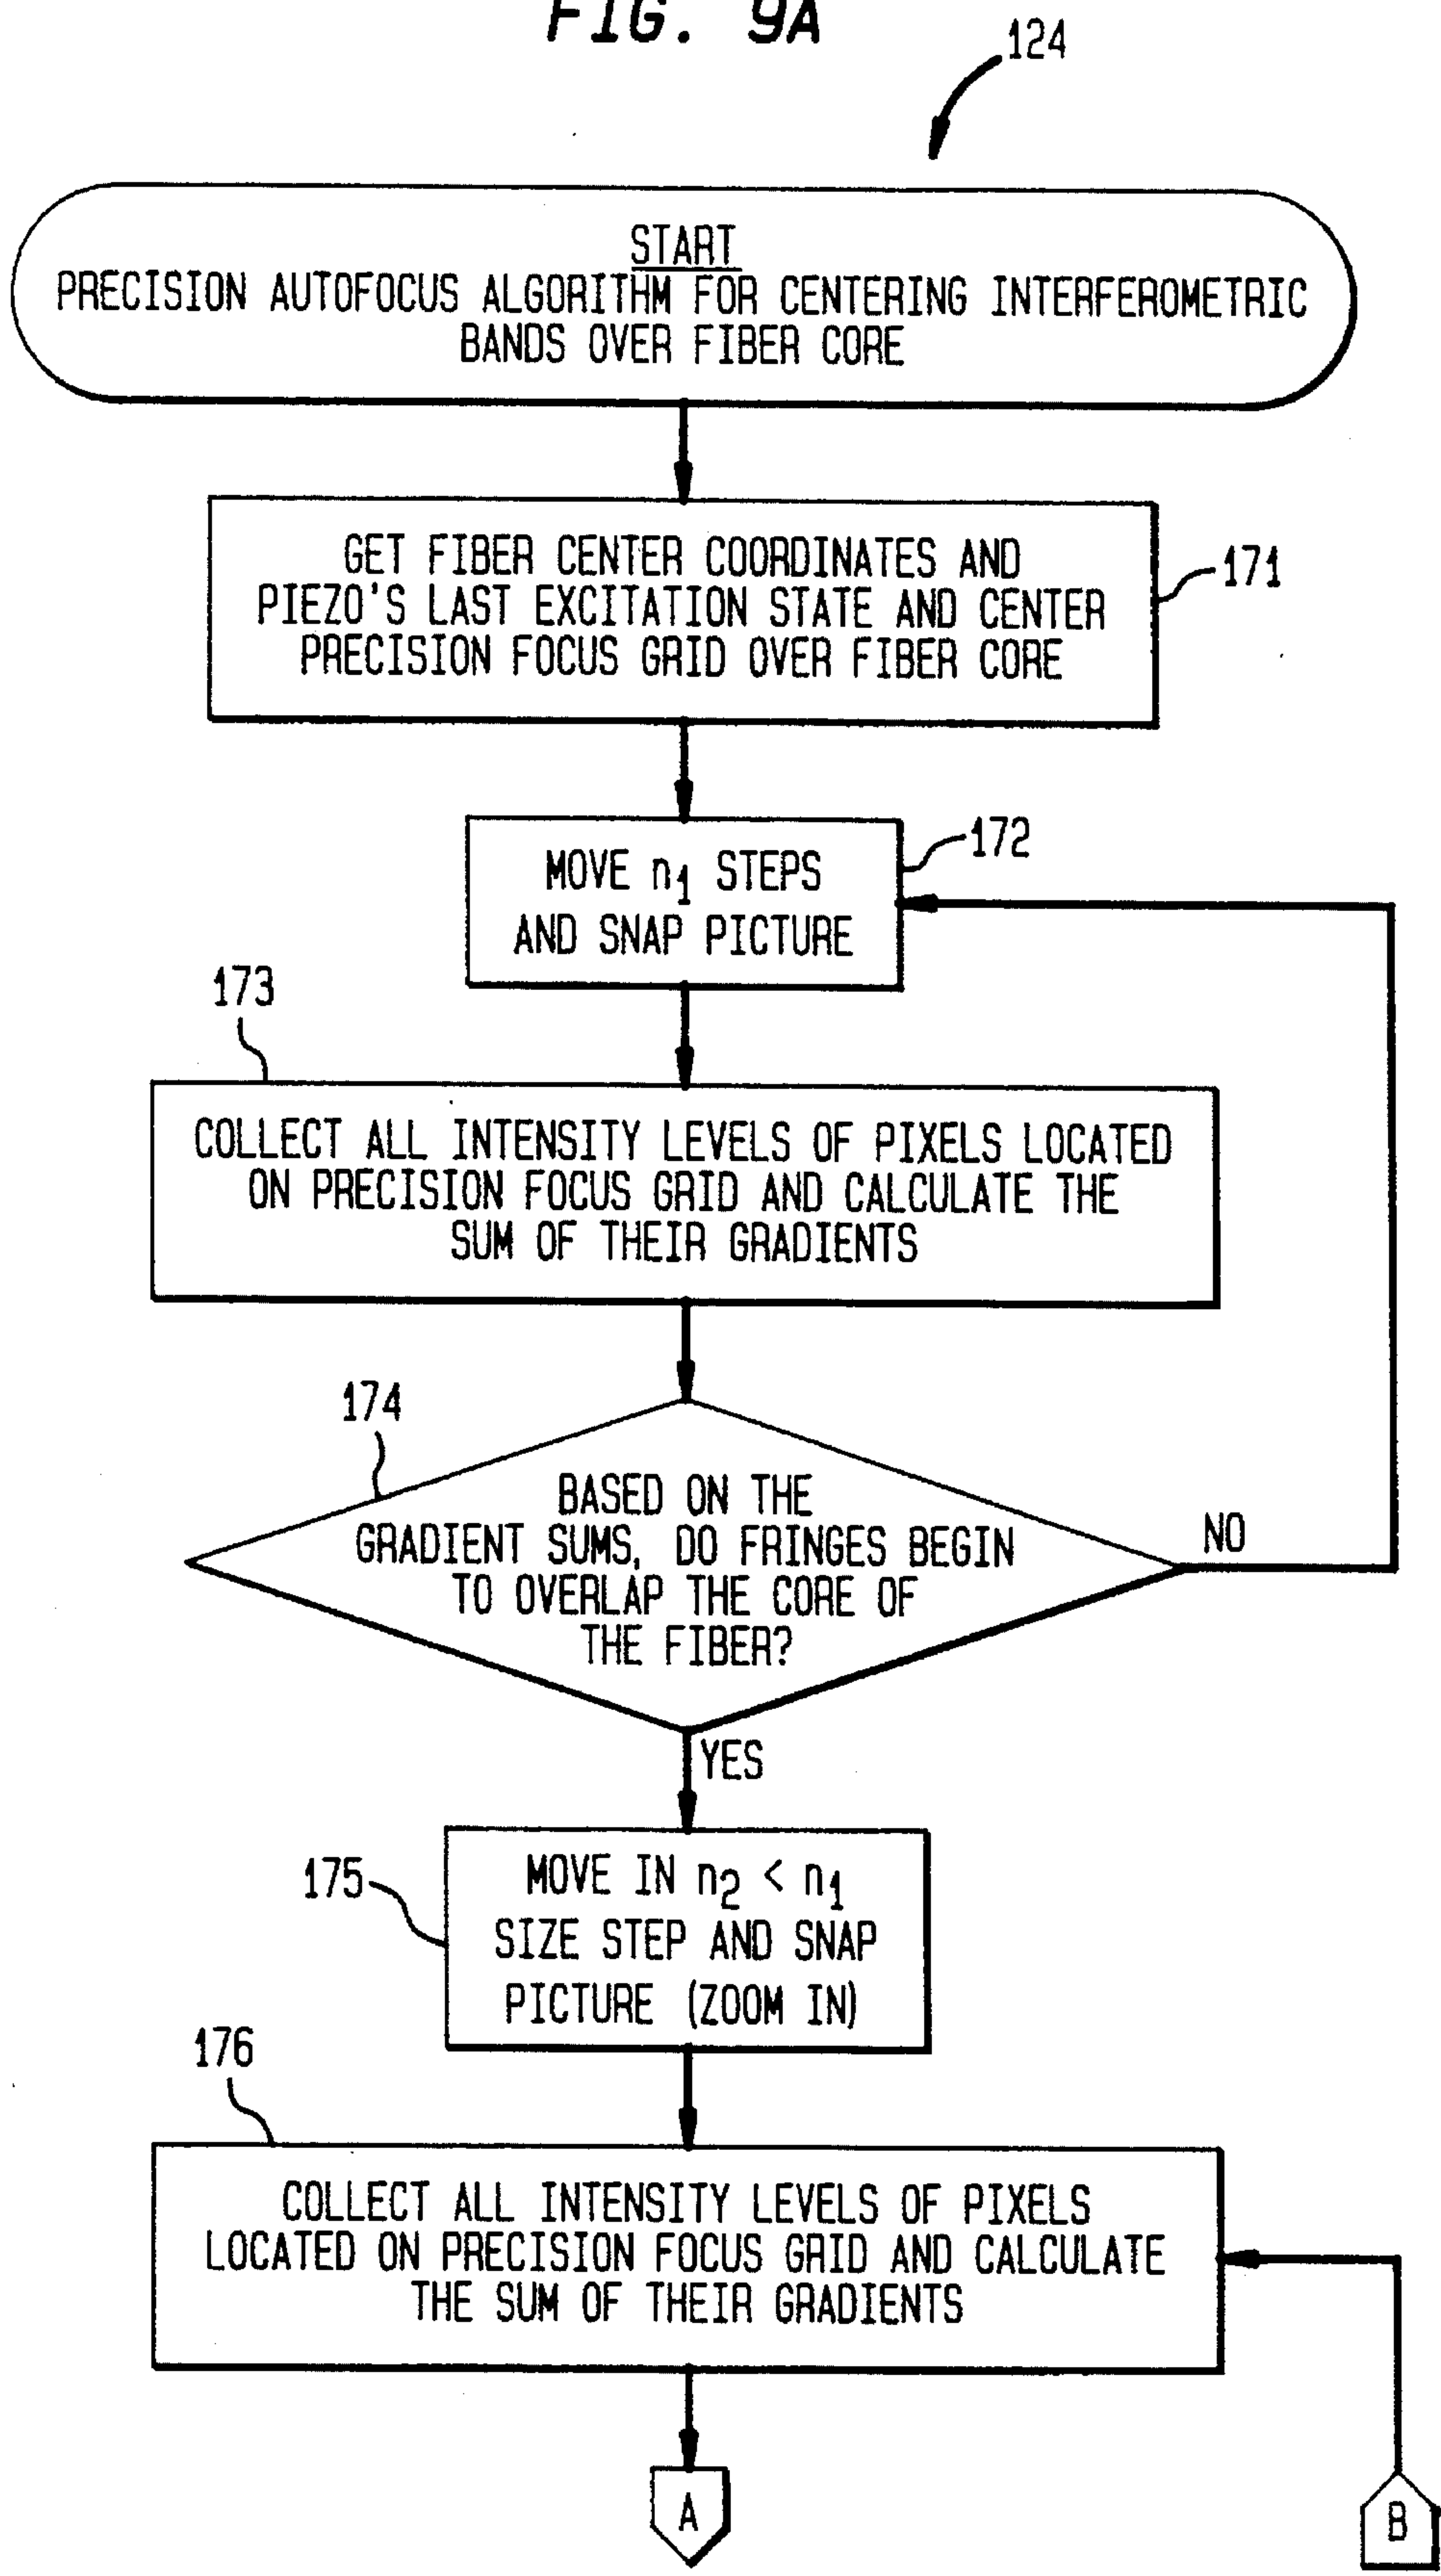 FIG. 9A
124
START
PRECISION AUTOFOCUS ALGORITHM FOR CENTERING INTERFEROMETRIC
BANDS OVER FIBER CORE
GET FIBER CENTER COORDINATES AND
PIEZO'S LAST EXCITATION STATE AND CENTER
PRECISION FOCUS GRID OVER FIBER CORE
171
MOVE n1 STEPS
AND SNAP PICTURE
172
173
COLLECT ALL INTENSITY LEVELS OF PIXELS LOCATED
ON PRECISION FOCUS GRID AND CALCULATE THE
SUM OF THEIR GRADIENTS
174
BASED ON THE
GRADIENT SUMS, DO FRINGES BEGIN
TO OVERLAP THE CORE OF
THE FIBER?
NO
YES
175
MOVE IN n2 < n1
SIZE STEP AND SNAP
PICTURE (ZOOM IN)
176
COLLECT ALL INTENSITY LEVELS OF PIXELS
LOCATED ON PRECISION FOCUS GRID AND CALCULATE
THE SUM OF THEIR GRADIENTS
A
B